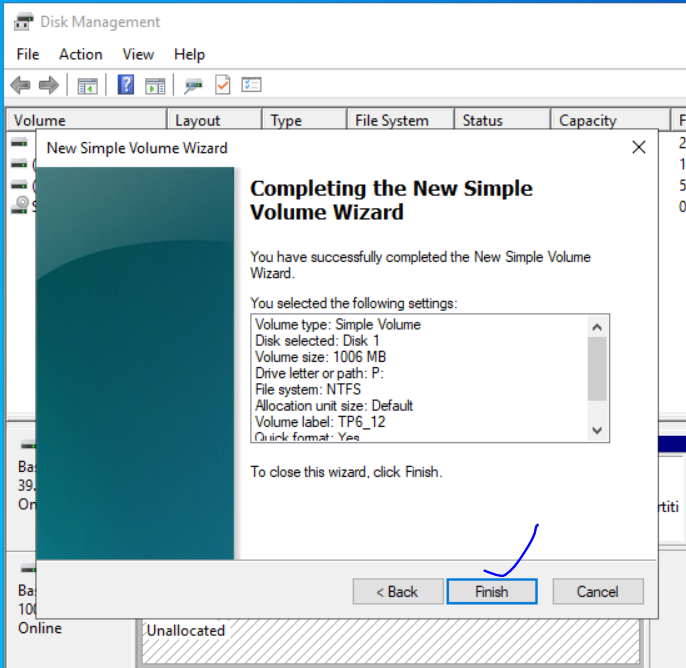 Disk Management
File Action View Help
Volume Layout Type File System Status Capacity F
New Simple Volume Wizard
2
1
5
0
Completing the New Simple
Volume Wizard
You have successfully completed the New Simple Volume
Wizard.
You selected the following settings:
Volume type: Simple Volume
Disk selected: Disk 1
Volume size: 1006 MB
Drive letter or path: P:
File system: NTFS
Allocation unit size: Default
Volume label: TP6_12
Quick format: Yes
To close this wizard, click Finish.
Ba
39.
On
rtiti
< Back Finish Cancel
Ba
100
Online
Unallocated